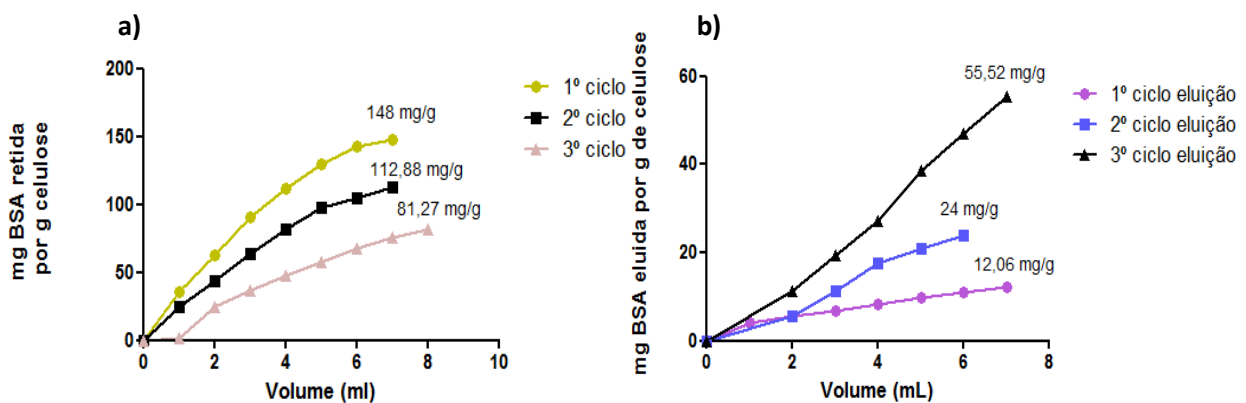 a)
mg BSA retida
por g celulose
200
150
100
50
0
0
2
4
6
8
10
Volume (ml)
148 mg/g
112,88 mg/g
81,27 mg/g
1º ciclo
2º ciclo
3º ciclo
b)
mg BSA eluida por g de celulose
60
40
20
0
0
2
4
6
8
Volume (mL)
55,52 mg/g
24 mg/g
12,06 mg/g
1º ciclo eluição
2º ciclo eluição
3º ciclo eluição